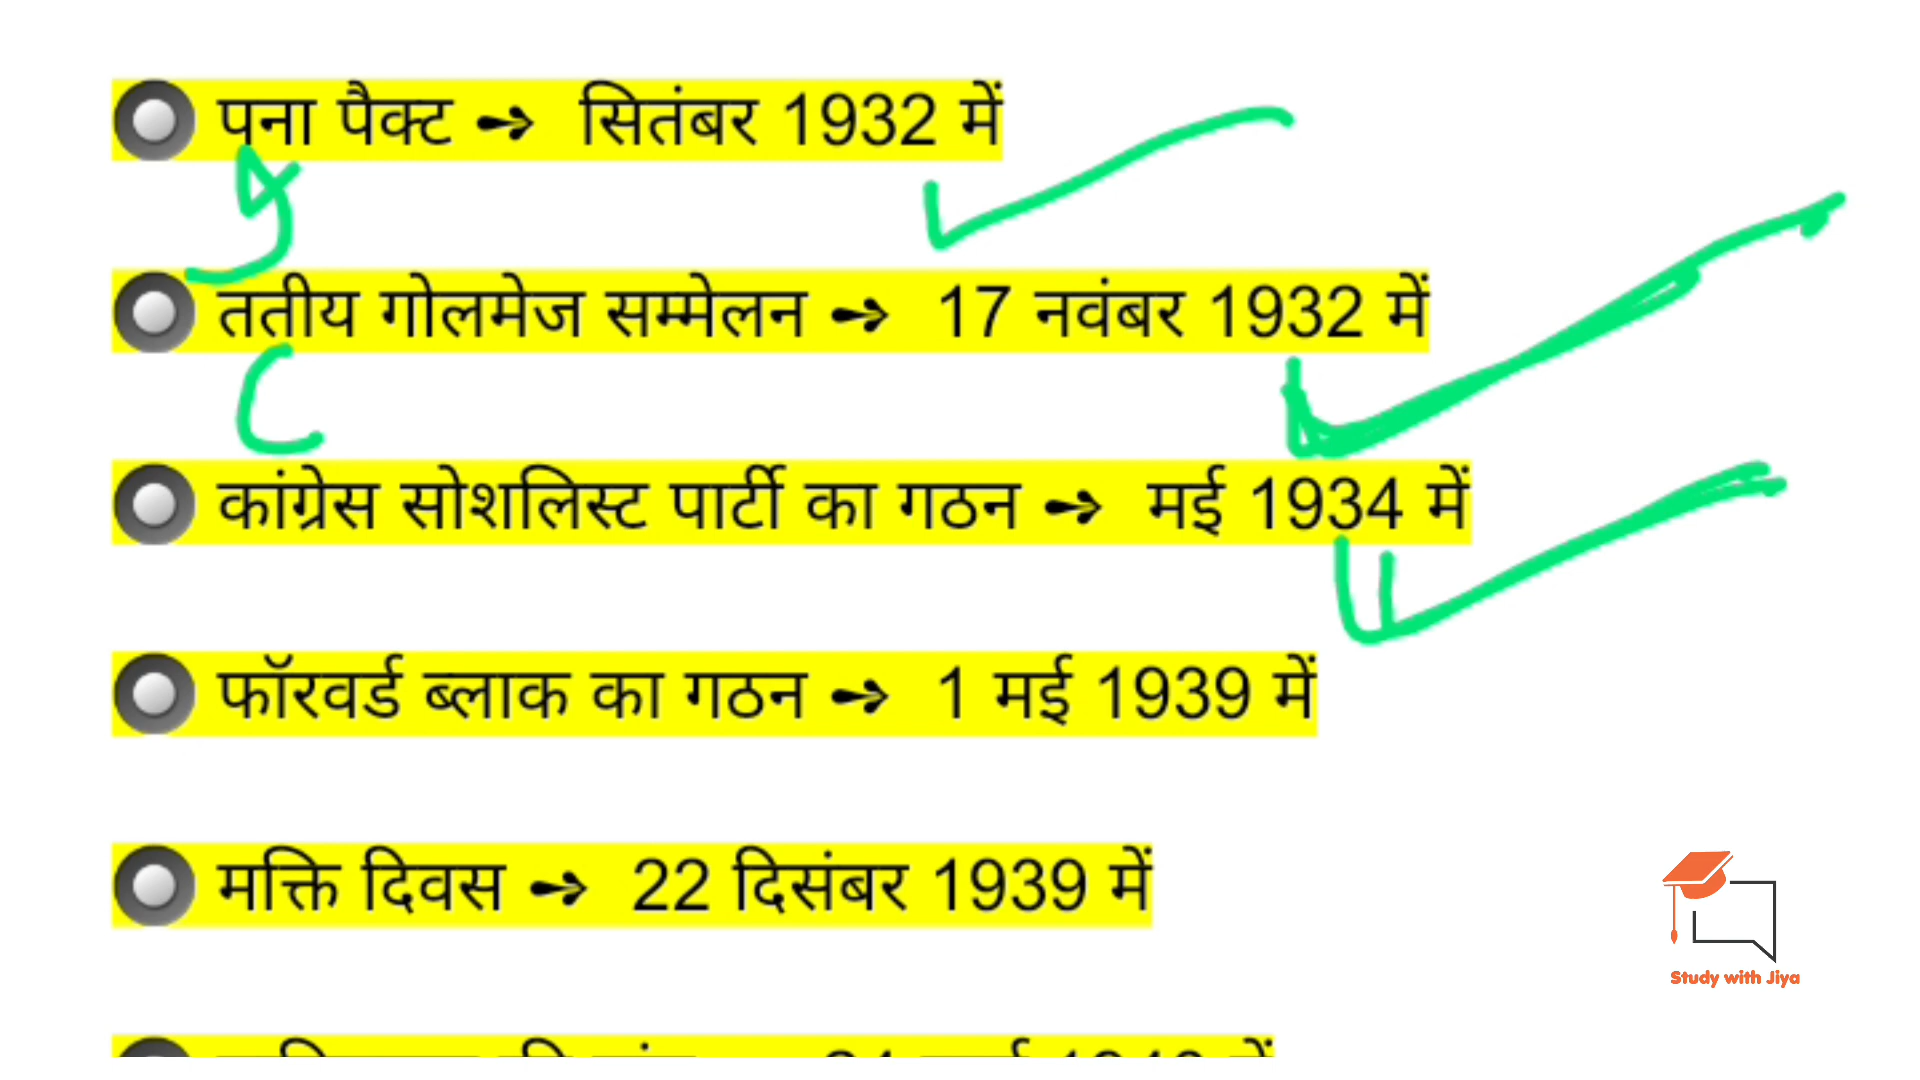 पना पैक्ट ➔ सितंबर 1932 में
ततीय गोलमेज सम्मेलन ➔ 17 नवंबर 1932 में
कांग्रेस सोशलिस्ट पार्टी का गठन ➔ मई 1934 में
फॉरवर्ड ब्लाक का गठन ➔ 1 मई 1939 में
मक्ति दिवस ➔ 22 दिसंबर 1939 में
Study with Jiya